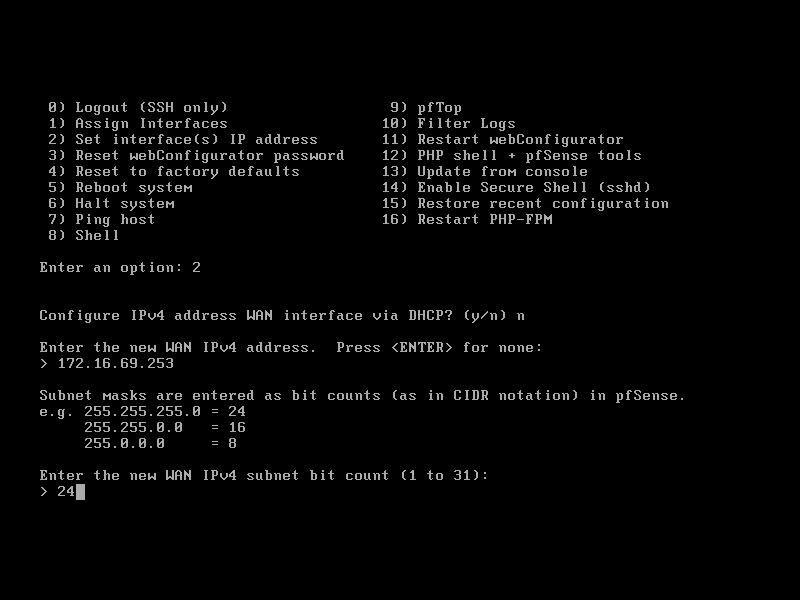 0) Logout (SSH only)                  9) pfTop
1) Assign Interfaces                 10) Filter Logs
2) Set interface(s) IP address       11) Restart webConfigurator
3) Reset webConfigurator password    12) PHP shell + pfSense tools
4) Reset to factory defaults         13) Update from console
5) Reboot system                     14) Enable Secure Shell (sshd)
6) Halt system                       15) Restore recent configuration
7) Ping host                         16) Restart PHP-FPM
8) Shell
Enter an option: 2
Configure IPv4 address WAN interface via DHCP? (y/n) n
Enter the new WAN IPv4 address.  Press <ENTER> for none:
> 172.16.69.253
Subnet masks are entered as bit counts (as in CIDR notation) in pfSense.
e.g. 255.255.255.0 = 24
     255.255.0.0   = 16
     255.0.0.0     = 8
Enter the new WAN IPv4 subnet bit count (1 to 31):
> 24